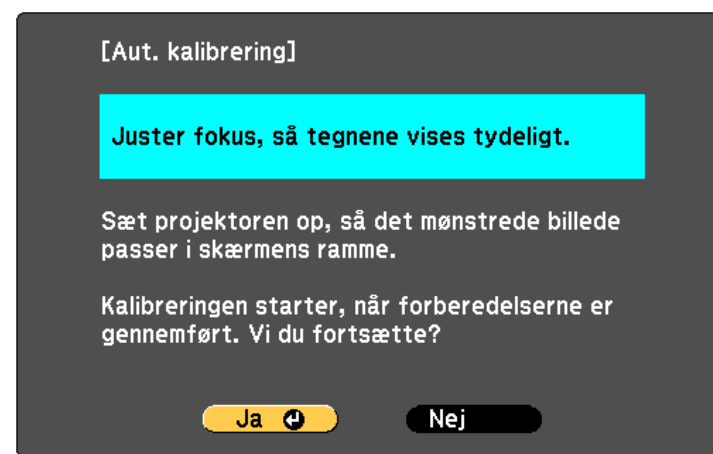 [Aut. kalibrering]
Juster fokus, så tegnene vises tydeligt.
Sæt projektoren op, så det mønstrede billede
passer i skærmens ramme.
Kalibreringen starter, når forberedelserne er
gennemført. Vi du fortsætte?
Ja
Nej